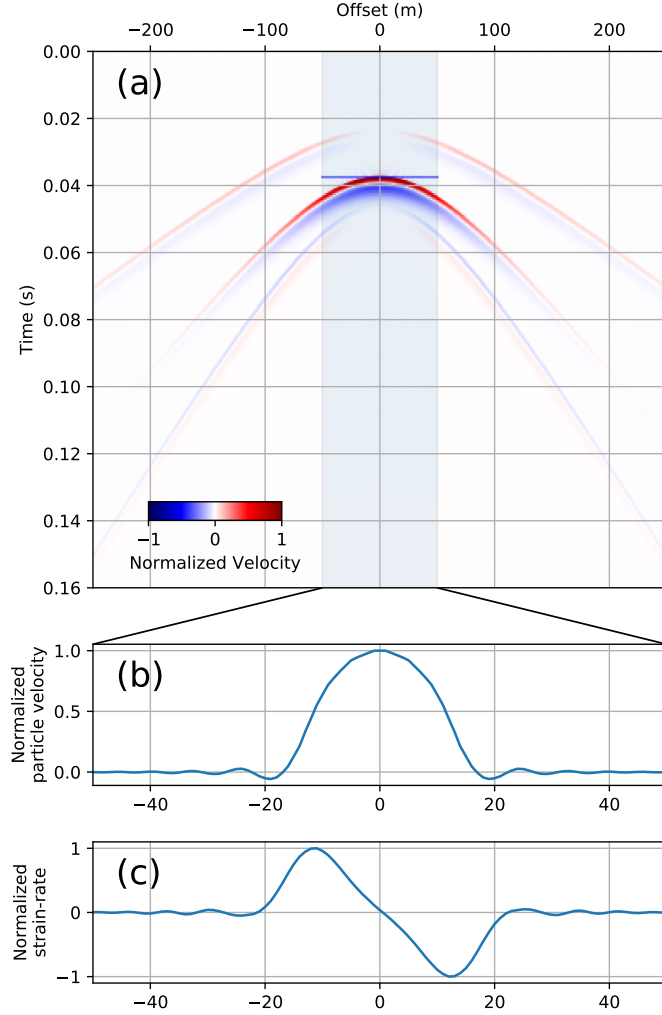 Offset (m)
−200 −100 0 100 200
(a)
0.00
0.02
0.04
0.06
0.08
0.10
0.12
0.14
0.16
Time (s)
−1 0 1
Normalized Velocity
(b)
Normalized
particle velocity
1.0
0.5
0.0
−40 −20 0 20 40
(c)
Normalized
strain-rate
1
0
−1
−40 −20 0 20 40